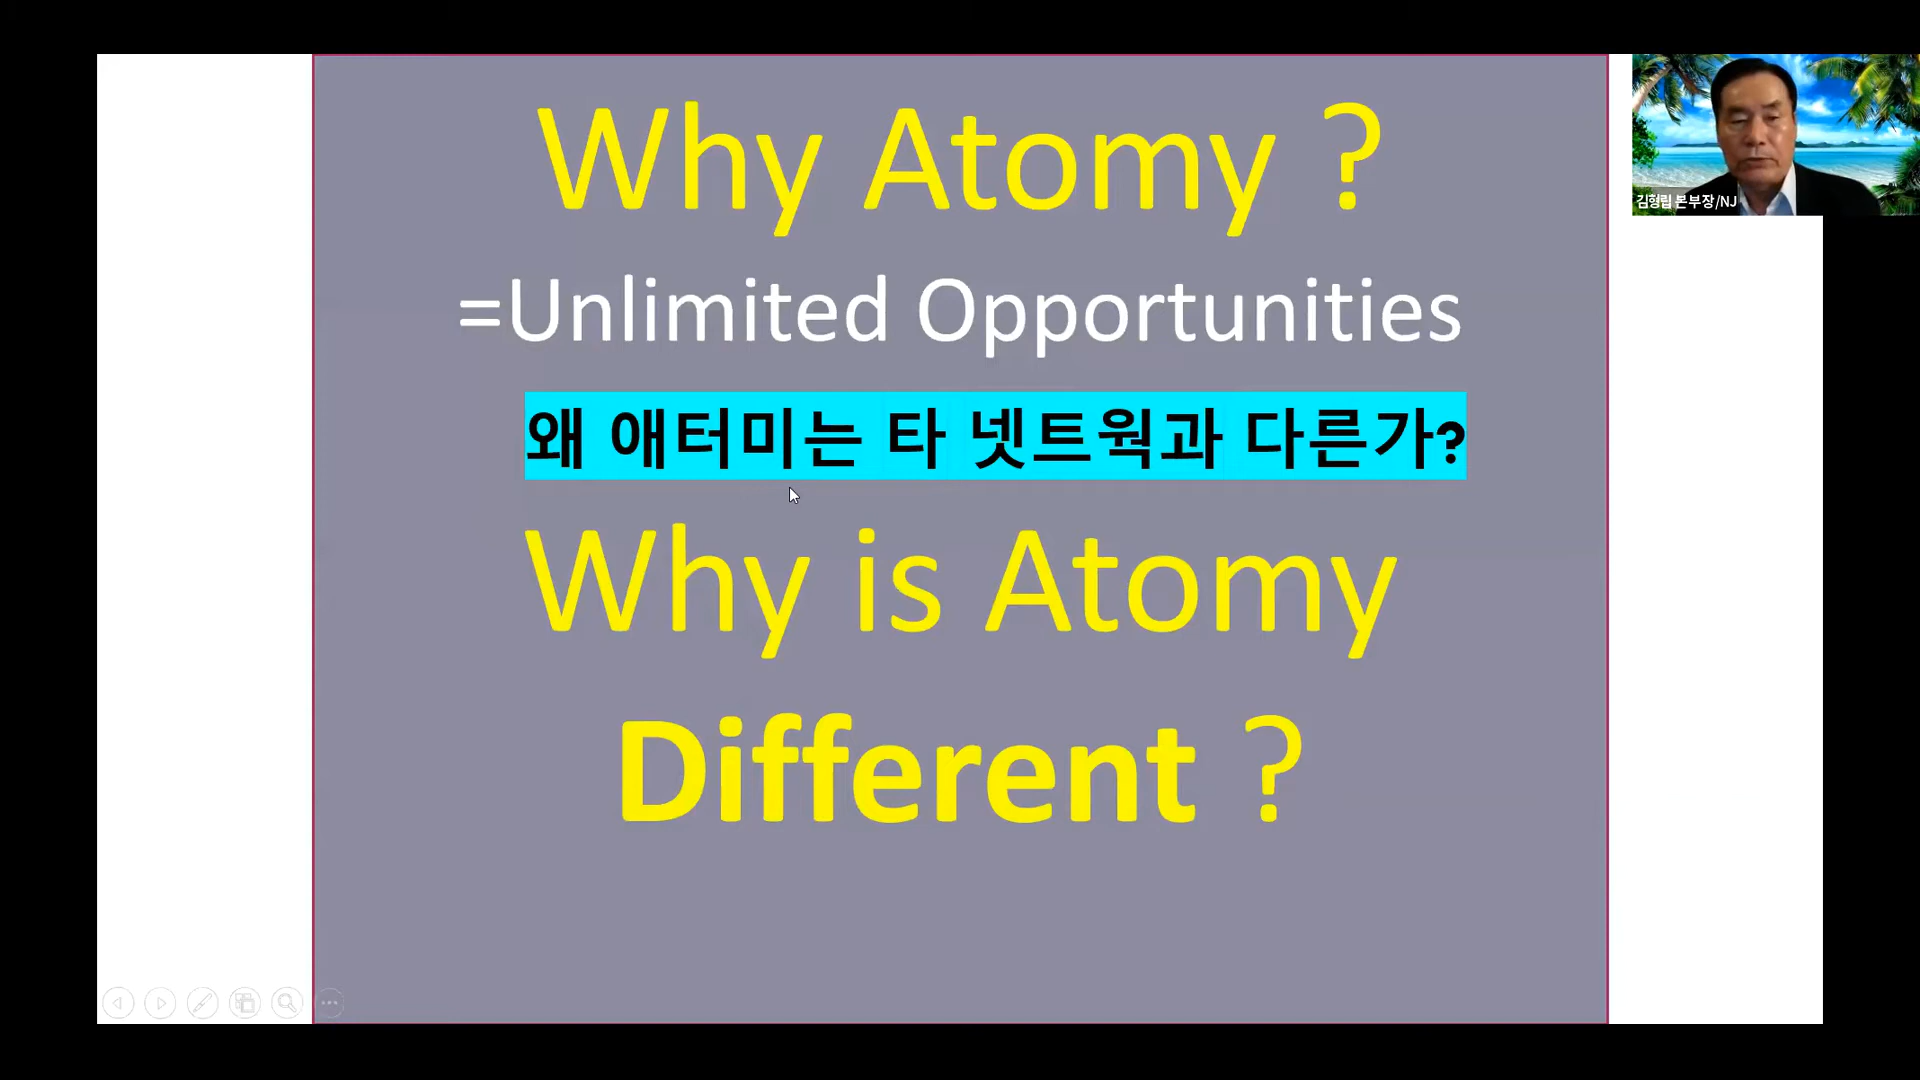 Why Atomy ?
=Unlimited Opportunities
왜 애터미는 타 넷트웍과 다른가?
Why is Atomy
Different ?
김형립 본부장/NJ